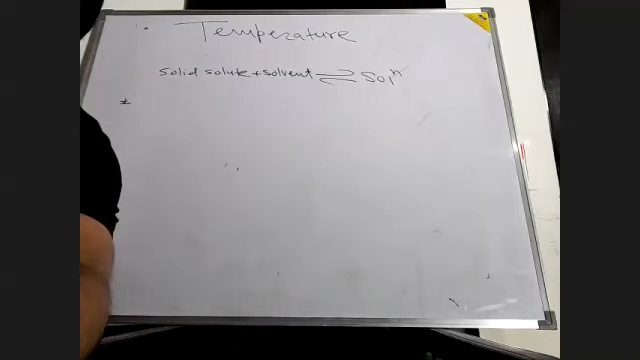 • Temperature
solid solute + solvent ⇌ Solⁿ
*